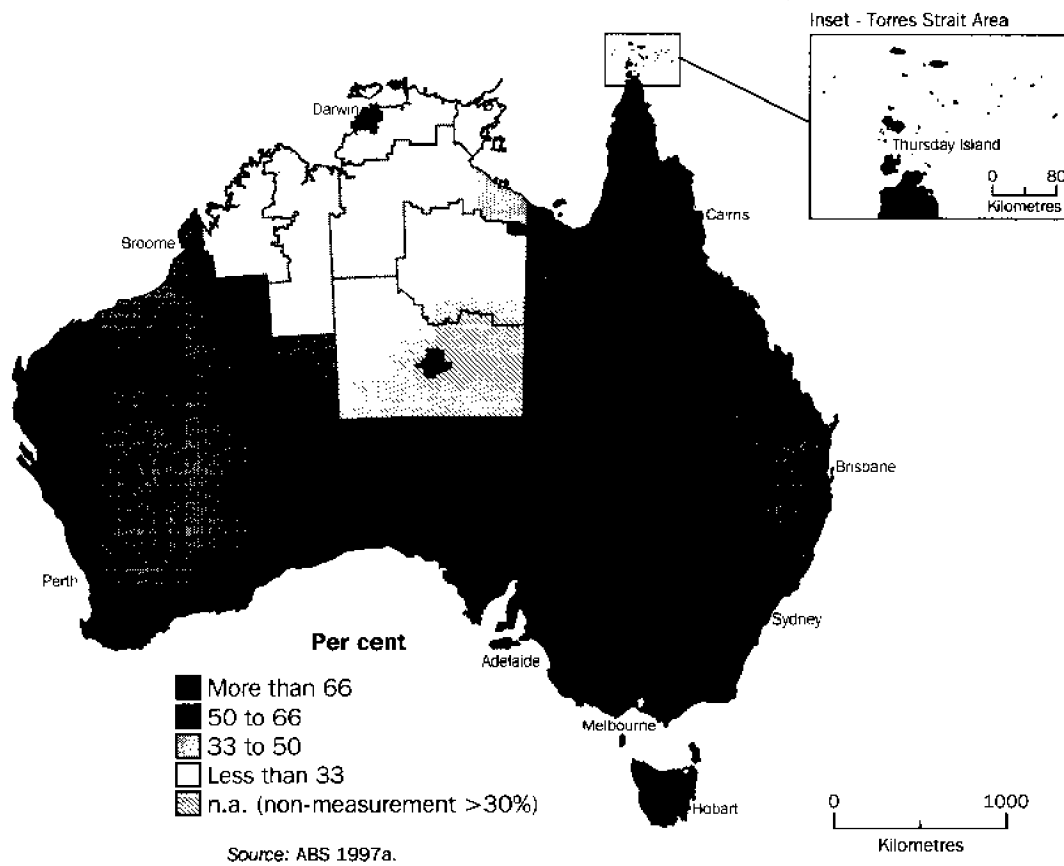 Inset - Torres Strait Area
Darwin
Thursday Island
0 80
Kilometres
Cairns
Broome
Brisbane
Perth
Sydney
Per cent
Adelaide
More than 66
50 to 66
Melbourne
33 to 50
Less than 33
n.a. (non-measurement >30%)
Hobart
0 1000
Kilometres
Source: ABS 1997a.